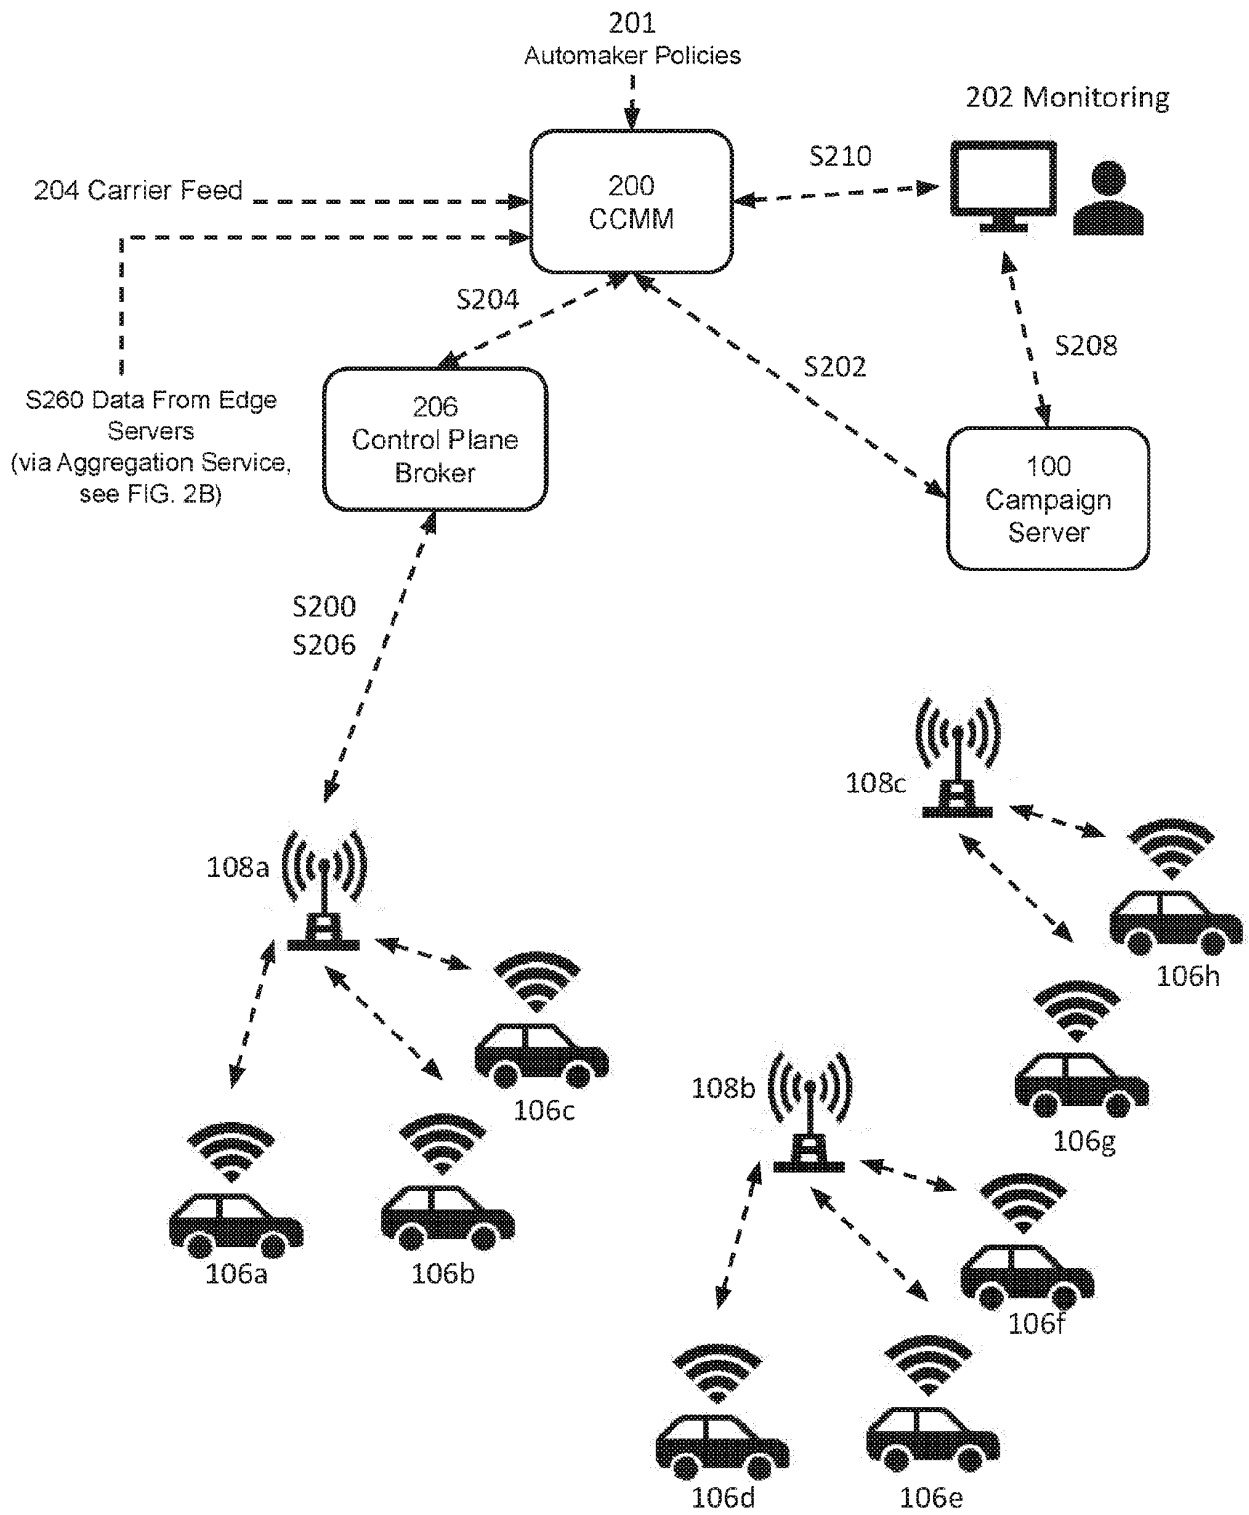 201
Automaker Policies
202 Monitoring
S210
204 Carrier Feed
200
CCMM
S204
S202
S208
S260 Data From Edge
Servers
(via Aggregation Service,
see FIG. 2B)
206
Control Plane
Broker
100
Campaign
Server
S200
S206
108c
108a
106h
106c
108b
106g
106a
106b
106f
106d
106e